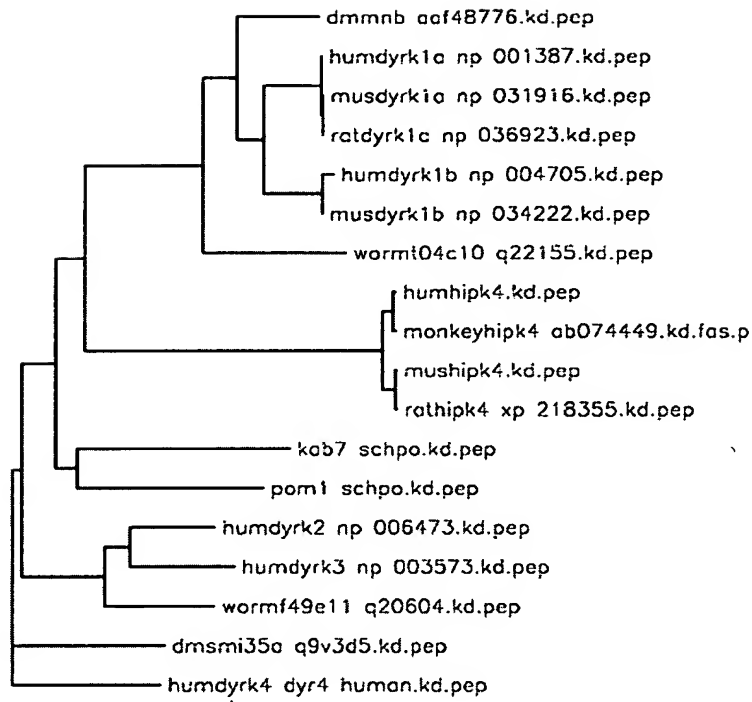 dmmnb aaf48776.kd.pep
humdyrk1a np 001387.kd.pep
musdyrk1a np 031916.kd.pep
ratdyrk1c np 036923.kd.pep
humdyrk1b np 004705.kd.pep
musdyrk1b np 034222.kd.pep
wormt04c10 q22155.kd.pep
humhipk4.kd.pep
monkeyhipk4 ab074449.kd.fas.p
mushipk4.kd.pep
rathipk4 xp 218355.kd.pep
kab7 schpo.kd.pep
pom1 schpo.kd.pep
humdyrk2 np 006473.kd.pep
humdyrk3 np 003573.kd.pep
wormf49e11 q20604.kd.pep
dmsmi35a q9v3d5.kd.pep
humdyrk4 dyr4 human.kd.pep